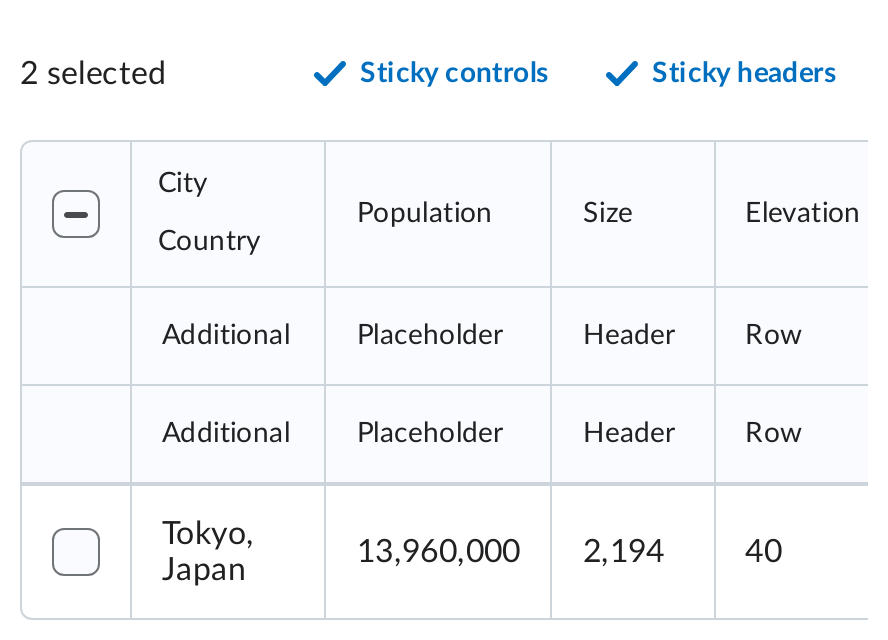 2 selected
Sticky controls
Sticky headers
City
Country
Population
Size
Elevation
Additional
Placeholder
Header
Row
Additional
Placeholder
Header
Row
Tokyo,
Japan
13,960,000
2,194
40